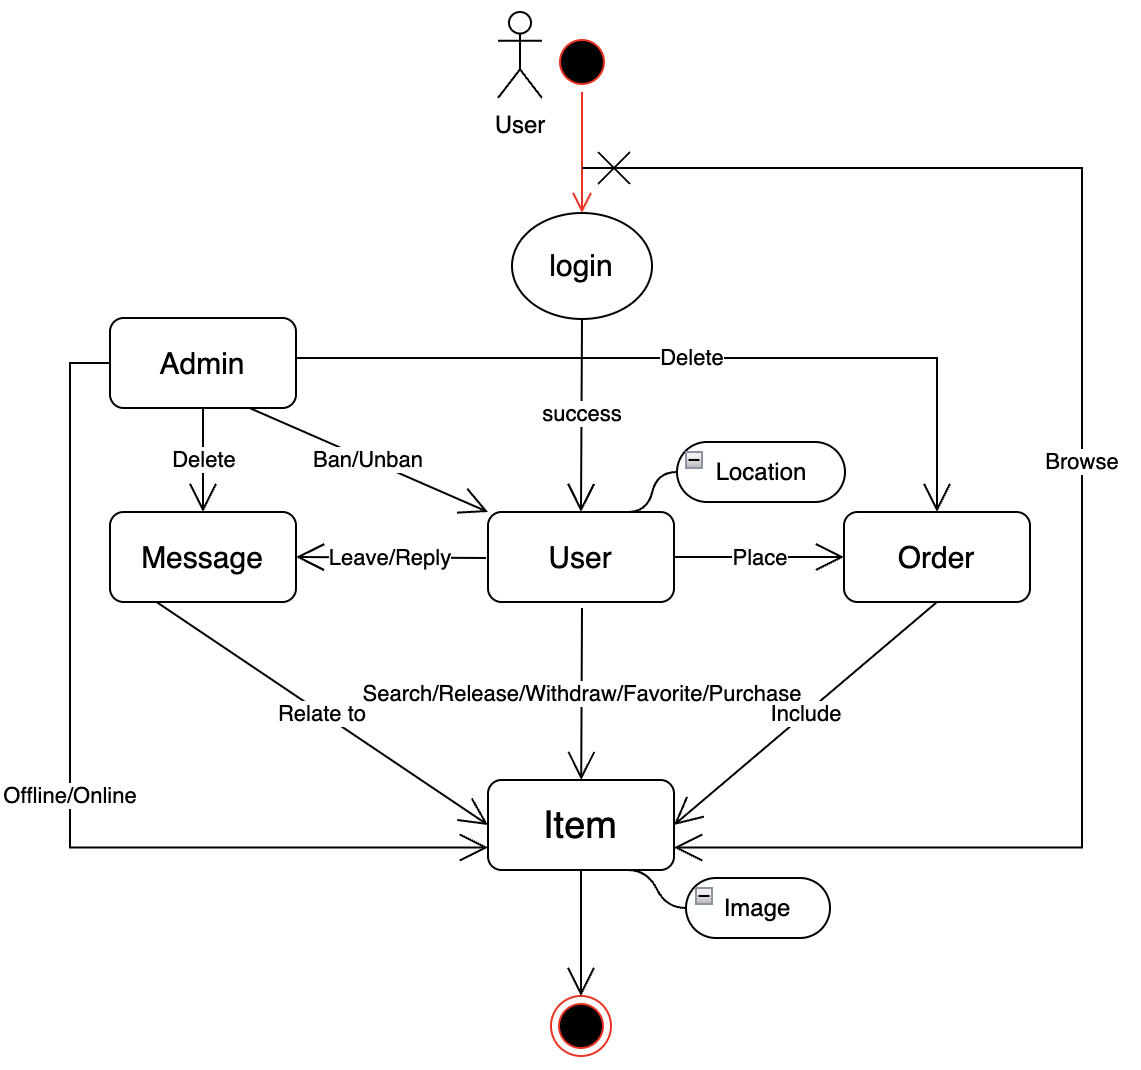 User
login
Admin
Delete
success
Delete
Ban/Unban
Location
Browse
Message
Leave/Reply
User
Place
Order
Search/Release/Withdraw/Favorite/Purchase
Relate to
Include
Offline/Online
Item
Image